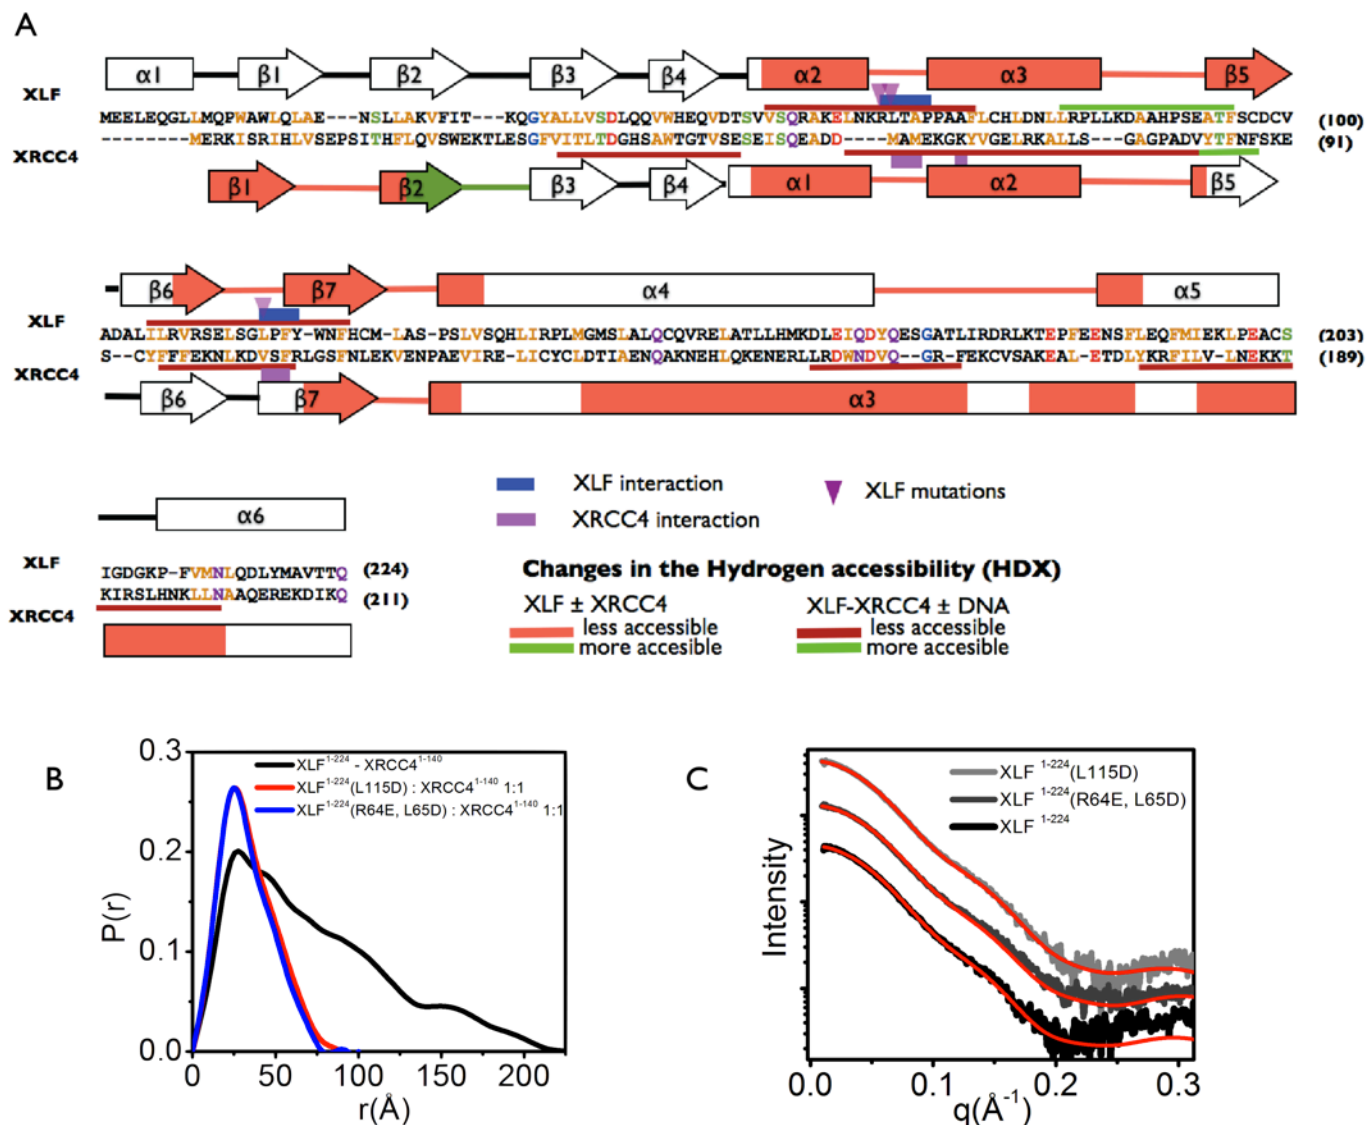 A
α1 β1 β2 β3 β4 α2 α3 β5
XLF
MEELEQGLLMQPWAWLQLAE---NSLLAKVFIT--KQGYALLVSDLQQVWHEQVDTSVVSQRAKELNKRLTAPPAAFLCHLDNLLRPLLKDAAHPSEATFSCDCV (100)
------MERKISRIHLVSEPSITHFLQVSWEKTLESGFVITLTDGHSAWTGTVSESEISQEADD---MAMEKGKYVGELRKALLS---GAGPADVYTFNFSKES (91)
XRCC4
β1 β2 β3 β4 α1 α2 β5
β6 β7 α4 α5
XLF
ADALILRVRSELSGLPFY-WNFHCM-LAS-PSLVSQHLIRPLMGMSLALQCQVRELATLLHMKDLEIQDYQESGATLIRDRLKTEPFEENSFLEQFMIEKLPEACS (203)
S--CYFFFEKNLKDVSFRLGSFNLEKVENPAEVIRE-LICYCLDTIAENQAKNEHLQKENERLLRDWNDVQ--GR-FEKCVSAKEAL-ETDLYKRFILV-LNEKKT (189)
XRCC4
β6 β7 α3
α6
XLF
IGDGKP-FVMNLQDLYMAVTTQ (224)
KIRSLHNKLLNAAQEREKDIKQ (211)
XRCC4
XLF interaction
XRCC4 interaction
XLF mutations
Changes in the Hydrogen accessibility (HDX)
XLF ± XRCC4 XLF-XRCC4 ± DNA
less accessible less accessible
more accesible more accessible
B
XLF1-224 - XRCC41-140
XLF1-224(L115D) : XRCC41-140 1:1
XLF1-224(R64E, L65D) : XRCC41-140 1:1
P(r)
0.3
0.2
0.1
0.0
0 50 100 150 200
r(Å)
C
XLF 1-224(L115D)
XLF 1-224(R64E, L65D)
XLF 1-224
Intensity
0.0 0.1 0.2 0.3
q(Å-1)